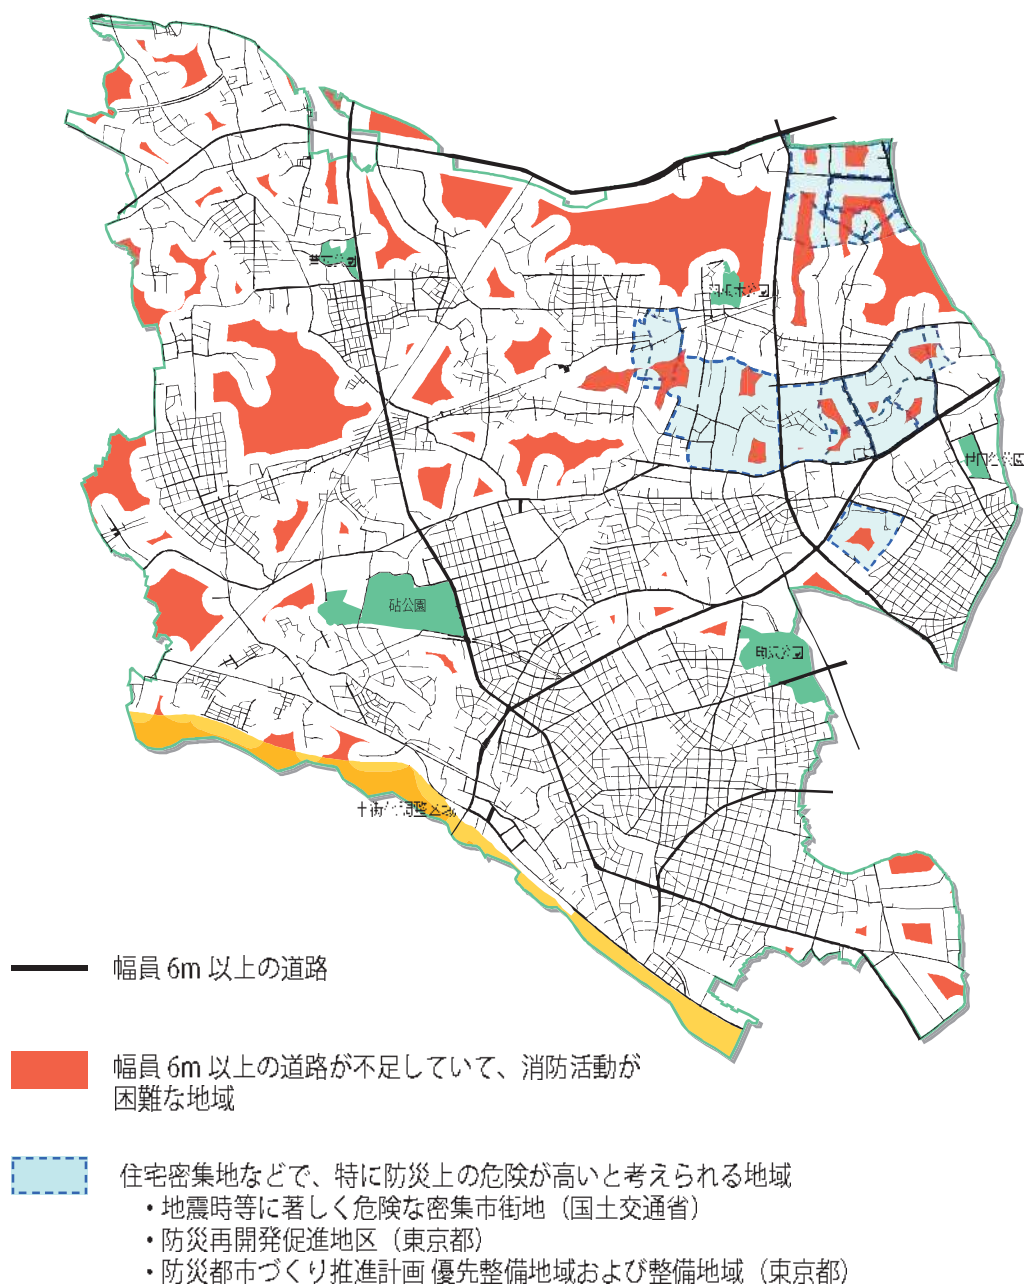 砧公園
幅員 6m 以上の道路
幅員 6m 以上の道路が不足していて、消防活動が
困難な地域
住宅密集地などで、特に防災上の危険が高いと考えられる地域
・地震時等に著しく危険な密集市街地（国土交通省）
・防災再開発促進地区（東京都）
・防災都市づくり推進計画 優先整備地域および整備地域（東京都）